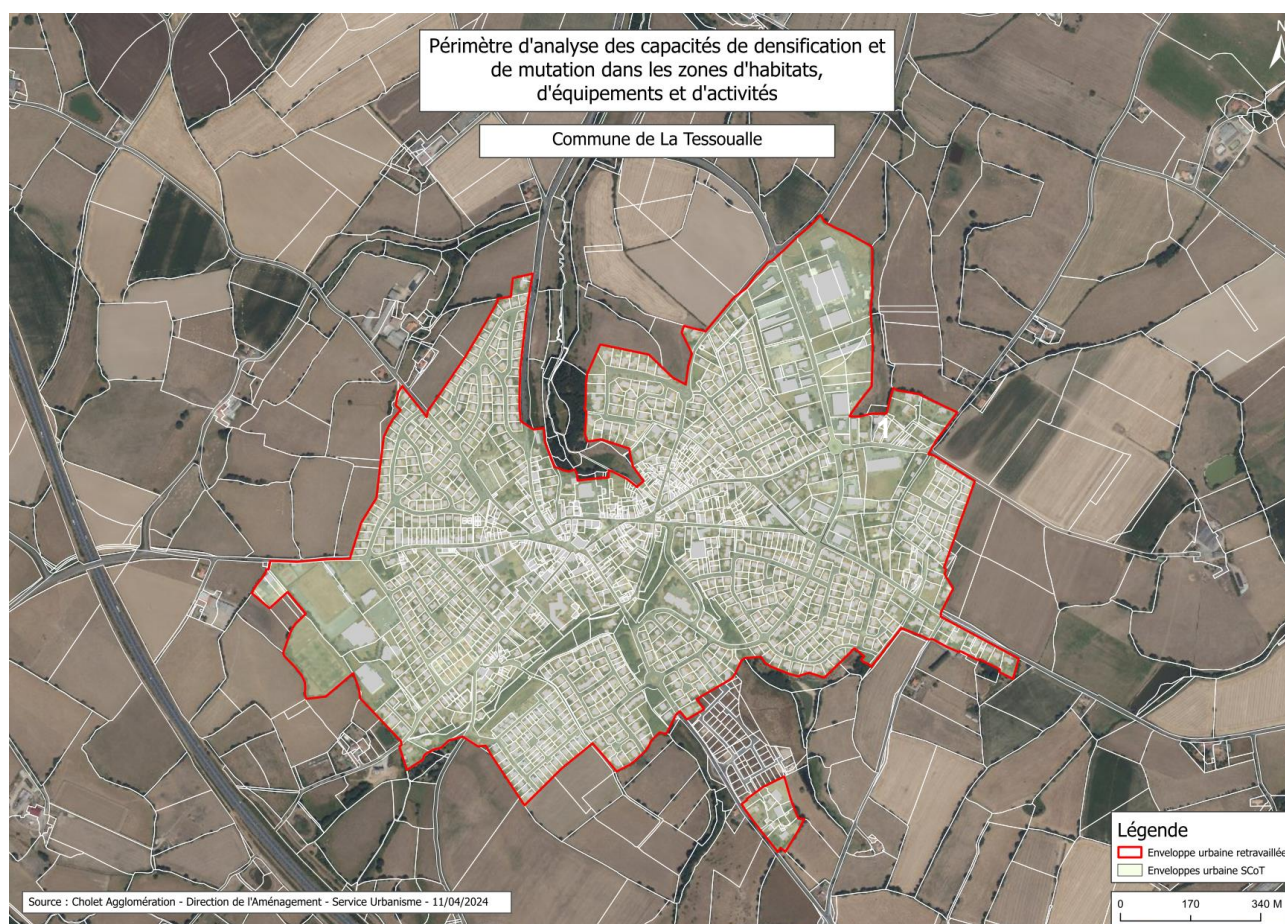 Périmètre d'analyse des capacités de densification et
de mutation dans les zones d'habitats,
d'équipements et d'activités
Commune de La Tessoualle
N
1
Légende
Enveloppe urbaine retravaillée
Enveloppes urbaine SCoT
0 170 340 M
Source : Cholet Agglomération - Direction de l'Aménagement - Service Urbanisme - 11/04/2024